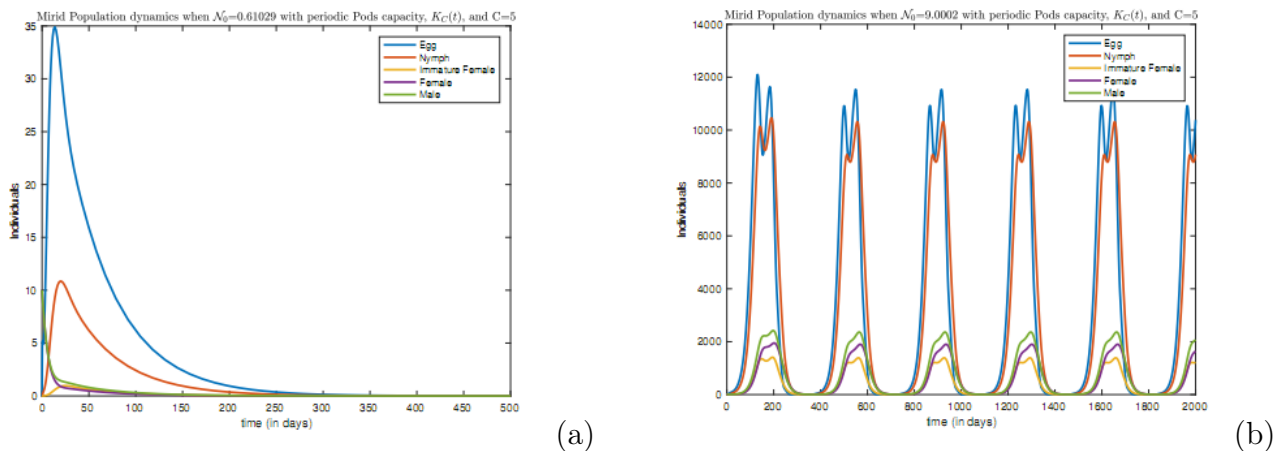 Mirid Population dynamics when 𝒩₀=0.61029 with periodic Pods capacity, K_C(t), and C=5
35
30
25
20
15
10
5
0
Individuals
Egg
Nymph
Immature Female
Female
Male
0 50 100 150 200 250 300 350 400 450 500
time (in days)
(a)
Mirid Population dynamics when 𝒩₀=9.0002 with periodic Pods capacity, K_C(t), and C=5
14000
12000
10000
8000
6000
4000
2000
0
Individuals
Egg
Nymph
Immature Female
Female
Male
0 200 400 600 800 1000 1200 1400 1600 1800 2000
time (in days)
(b)